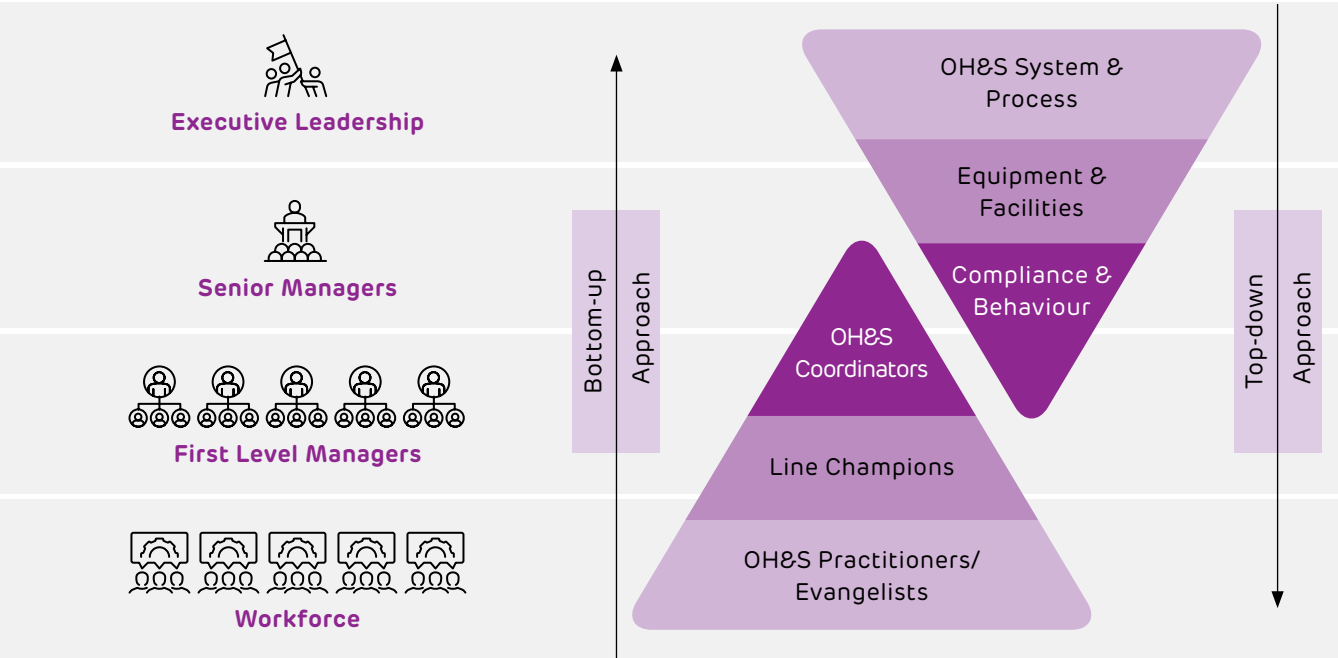 Executive Leadership
Senior Managers
First Level Managers
Workforce
Bottom-up
Approach
OH&S System &
Process
Equipment &
Facilities
Compliance &
Behaviour
OH&S
Coordinators
Line Champions
OH&S Practitioners/
Evangelists
Top-down
Approach